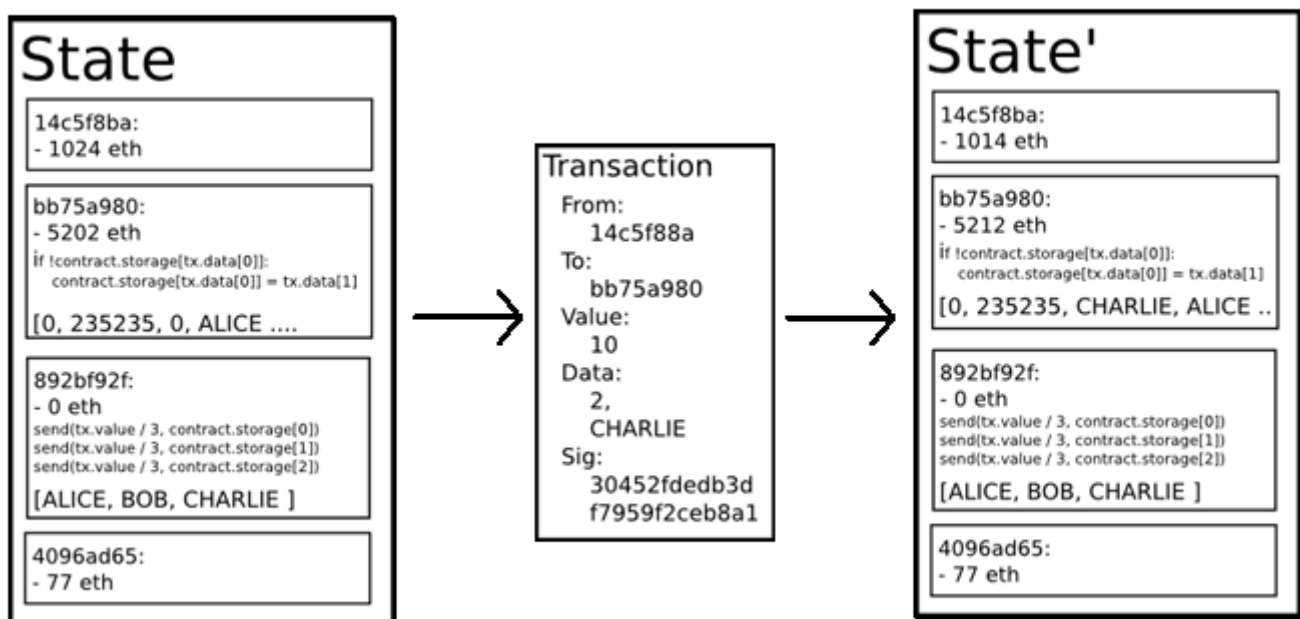 State
14c5f8ba:
- 1024 eth
bb75a980:
- 5202 eth
if !contract.storage[tx.data[0]]:
contract.storage[tx.data[0]] = tx.data[1]
[0, 235235, 0, ALICE ....
892bf92f:
- 0 eth
send(tx.value / 3, contract.storage[0])
send(tx.value / 3, contract.storage[1])
send(tx.value / 3, contract.storage[2])
[ALICE, BOB, CHARLIE ]
4096ad65:
- 77 eth
Transaction
From:
14c5f88a
To:
bb75a980
Value:
10
Data:
2,
CHARLIE
Sig:
30452fdedb3d
f7959f2ceb8a1
State'
14c5f8ba:
- 1014 eth
bb75a980:
- 5212 eth
if !contract.storage[tx.data[0]]:
contract.storage[tx.data[0]] = tx.data[1]
[0, 235235, CHARLIE, ALICE ..
892bf92f:
- 0 eth
send(tx.value / 3, contract.storage[0])
send(tx.value / 3, contract.storage[1])
send(tx.value / 3, contract.storage[2])
[ALICE, BOB, CHARLIE ]
4096ad65:
- 77 eth